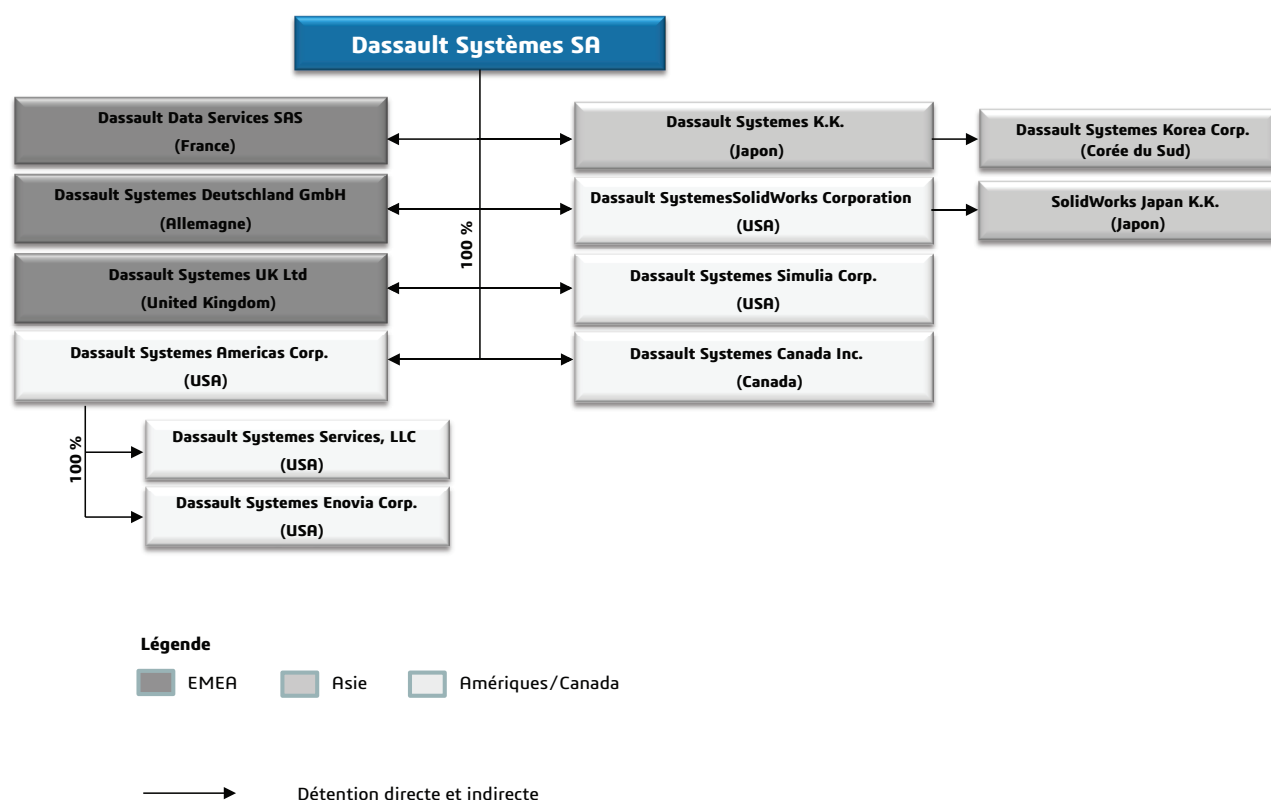 Dassault Systèmes SA
Dassault Data Services SAS
(France)
Dassault Systemes K.K.
(Japon)
Dassault Systemes Korea Corp.
(Corée du Sud)
Dassault Systemes Deutschland GmbH
(Allemagne)
Dassault SystemesSolidWorks Corporation
(USA)
SolidWorks Japan K.K.
(Japon)
100 %
Dassault Systemes UK Ltd
(United Kingdom)
Dassault Systemes Simulia Corp.
(USA)
Dassault Systemes Americas Corp.
(USA)
Dassault Systemes Canada Inc.
(Canada)
100 %
Dassault Systemes Services, LLC
(USA)
Dassault Systemes Enovia Corp.
(USA)
Légende
EMEA
Asie
Amériques/Canada
Détention directe et indirecte